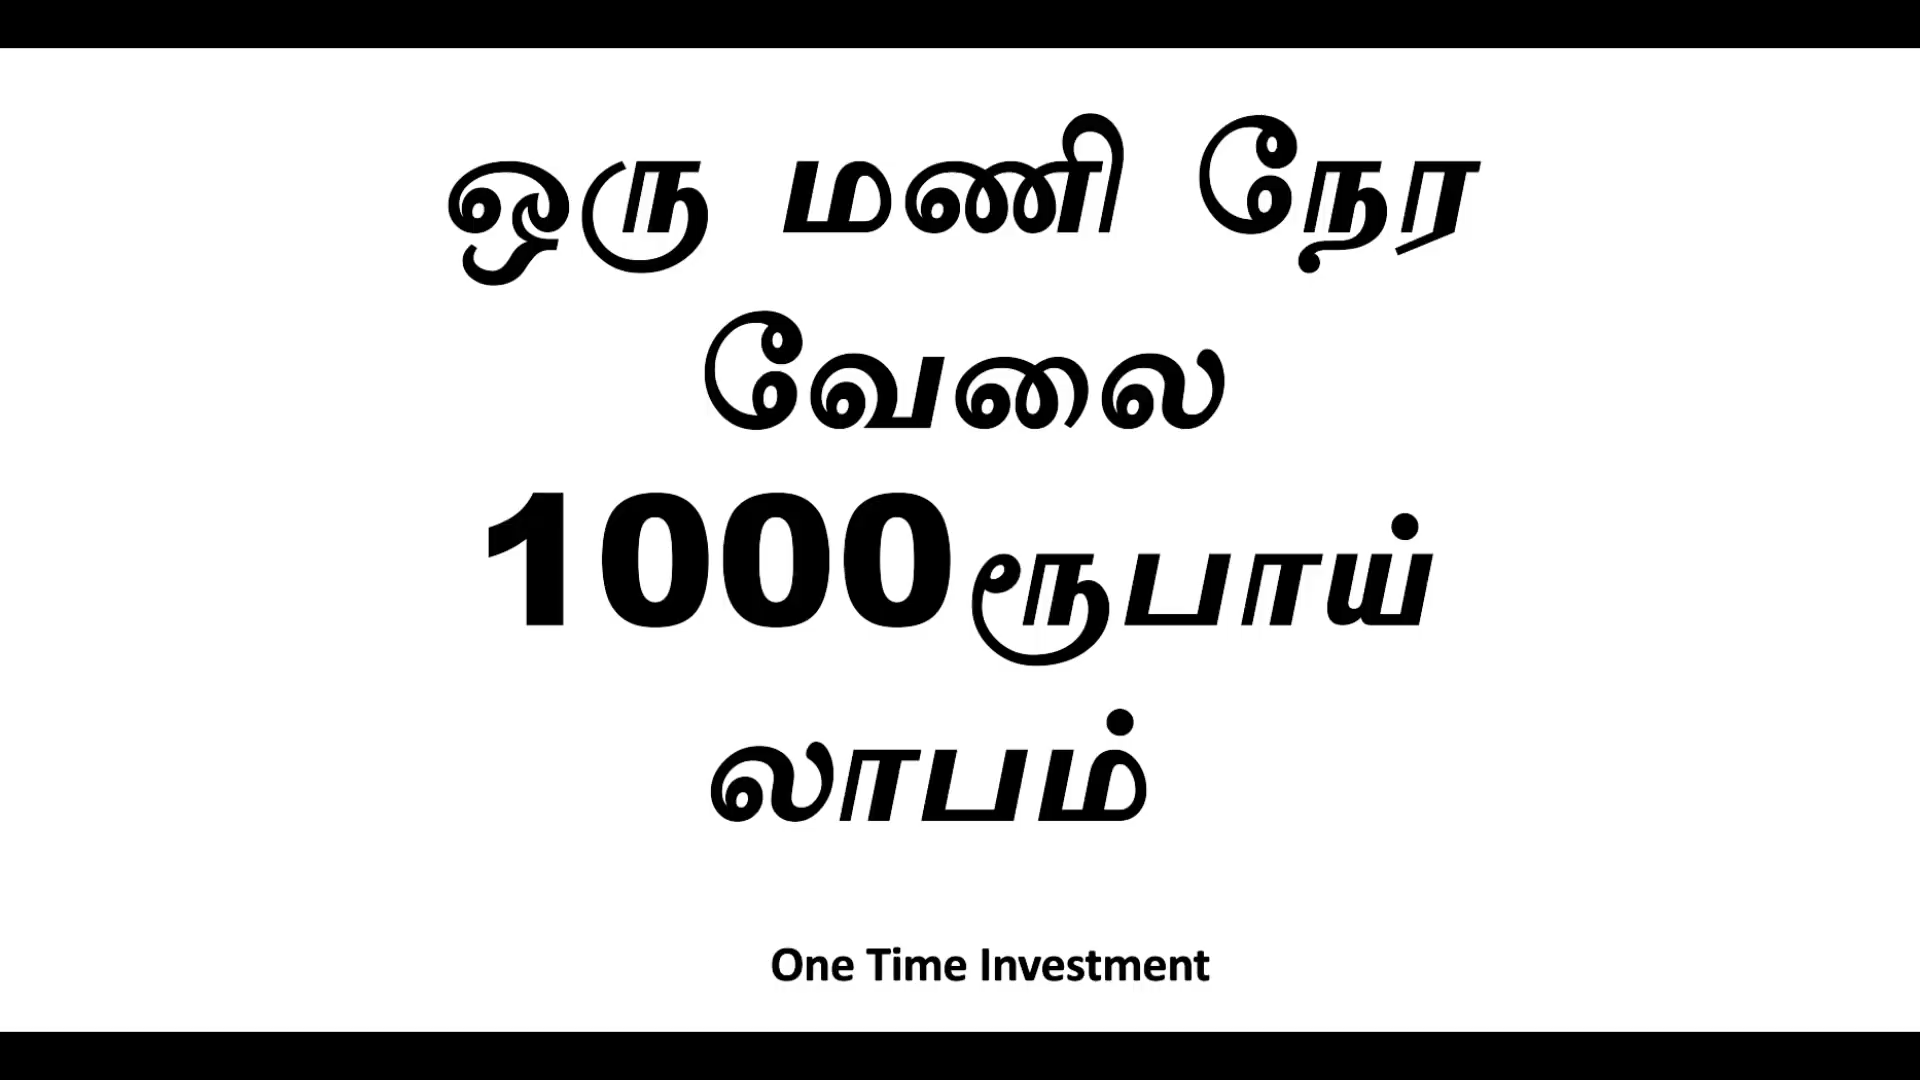 ஒரு மணி நேர
வேலை
1000ரூபாய்
லாபம்
One Time Investment